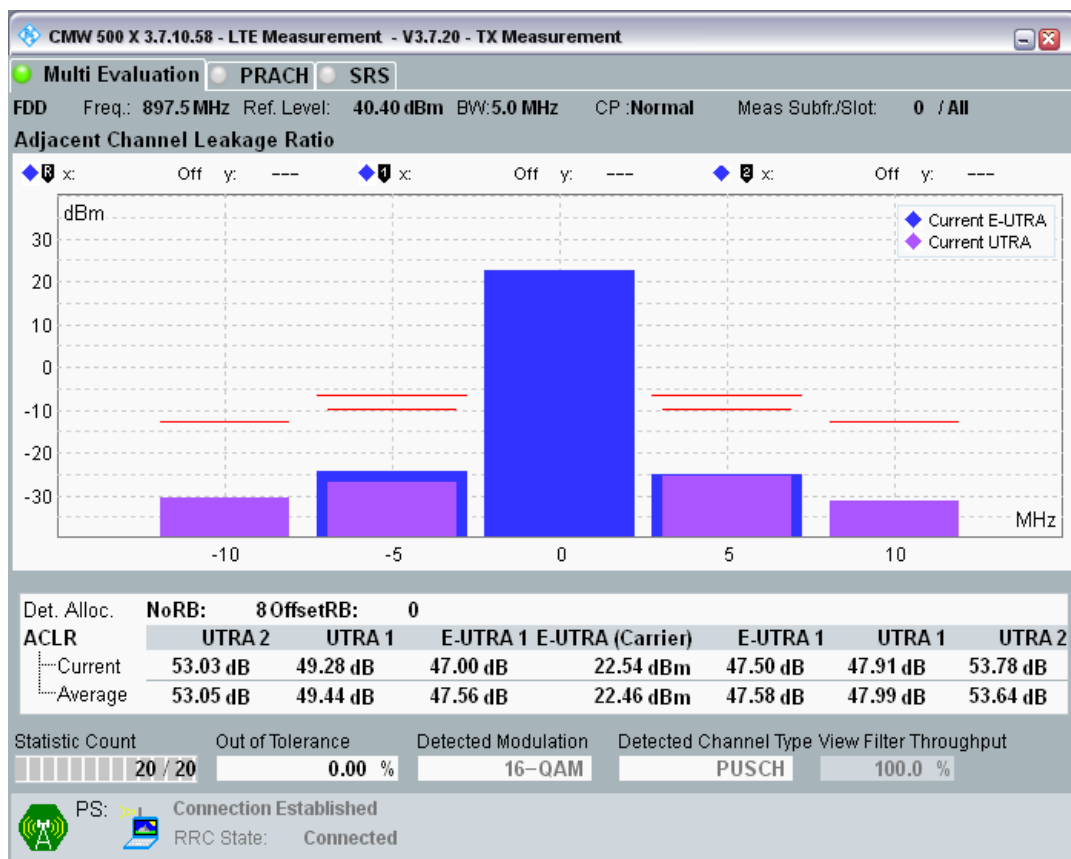 CMW 500 X 3.7.10.58 - LTE Measurement - V3.7.20 - TX Measurement
Multi Evaluation PRACH SRS
FDD Freq.: 897.5 MHz Ref. Level: 40.40 dBm BW:5.0 MHz CP :Normal Meas Subfr./Slot: 0 / All
Adjacent Channel Leakage Ratio
R x: Off y: --- 1 x: Off y: --- 2 x: Off y: ---
dBm
Current E-UTRA
Current UTRA
30
20
10
0
-10
-20
-30
MHz
-10 -5 0 5 10
Det. Alloc. NoRB: 8 OffsetRB: 0
ACLR UTRA 2 UTRA 1 E-UTRA 1 E-UTRA (Carrier) E-UTRA 1 UTRA 1 UTRA 2
Current 53.03 dB 49.28 dB 47.00 dB 22.54 dBm 47.50 dB 47.91 dB 53.78 dB
Average 53.05 dB 49.44 dB 47.56 dB 22.46 dBm 47.58 dB 47.99 dB 53.64 dB
Statistic Count Out of Tolerance Detected Modulation Detected Channel Type View Filter Throughput
20 / 20 0.00 % 16-QAM PUSCH 100.0 %
PS: Connection Established
RRC State: Connected